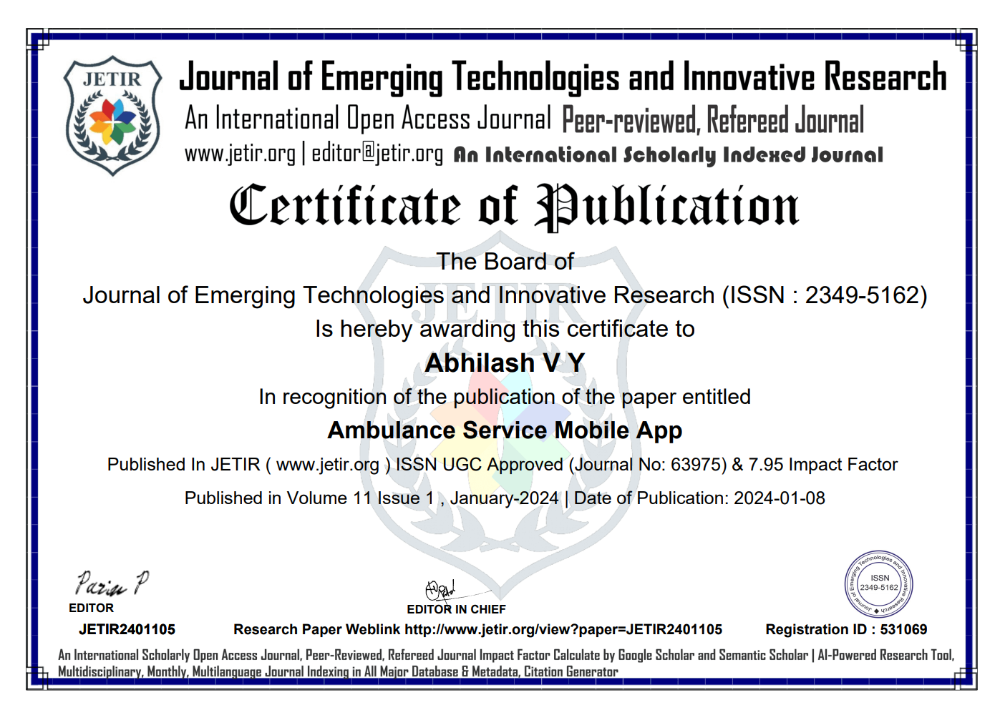 JETIR
Journal of Emerging Technologies and Innovative Research
An International Open Access Journal Peer-reviewed, Refereed Journal
www.jetir.org | editor@jetir.org An International Scholarly Indexed Journal
Certificate of Publication
JETIR
The Board of
Journal of Emerging Technologies and Innovative Research (ISSN : 2349-5162)
Is hereby awarding this certificate to
Abhilash V Y
In recognition of the publication of the paper entitled
Ambulance Service Mobile App
Published In JETIR ( www.jetir.org ) ISSN UGC Approved (Journal No: 63975) & 7.95 Impact Factor
Published in Volume 11 Issue 1 , January-2024 | Date of Publication: 2024-01-08
EDITOR
EDITOR IN CHIEF
Journal of Emerging Technologies and Innovative Research
ISSN
2349-5162
JETIR2401105 Research Paper Weblink http://www.jetir.org/view?paper=JETIR2401105 Registration ID : 531069
An International Scholarly Open Access Journal, Peer-Reviewed, Refereed Journal Impact Factor Calculate by Google Scholar and Semantic Scholar | AI-Powered Research Tool,
Multidisciplinary, Monthly, Multilanguage Journal Indexing in All Major Database & Metadata, Citation Generator